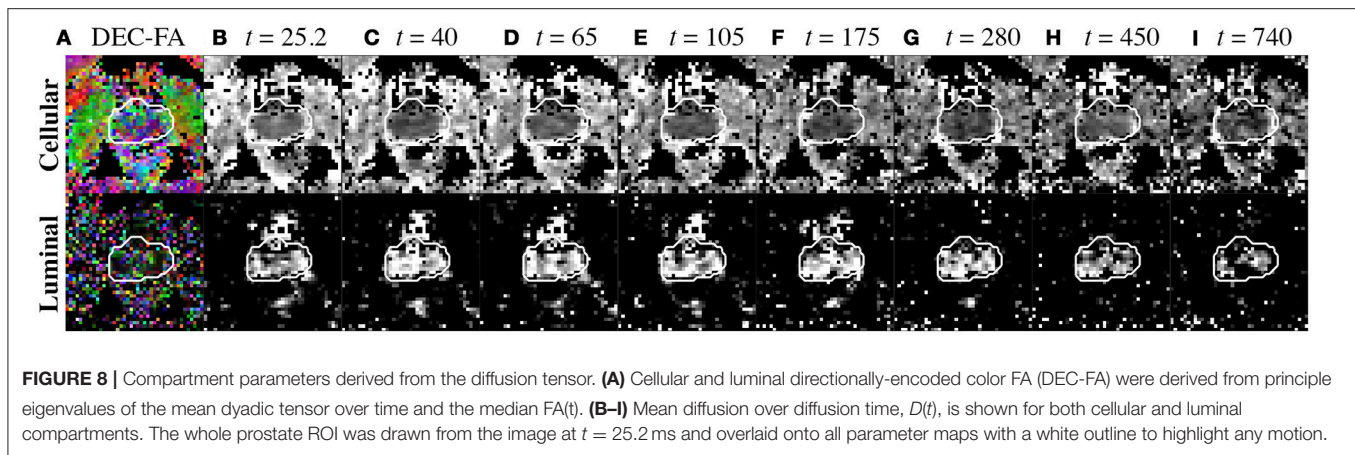 A DEC-FA B t = 25.2 C t = 40 D t = 65 E t = 105 F t = 175 G t = 280 H t = 450 I t = 740
Cellular
Luminal
FIGURE 8 | Compartment parameters derived from the diffusion tensor. (A) Cellular and luminal directionally-encoded color FA (DEC-FA) were derived from principle
eigenvalues of the mean dyadic tensor over time and the median FA(t). (B–I) Mean diffusion over diffusion time, D(t), is shown for both cellular and luminal
compartments. The whole prostate ROI was drawn from the image at t = 25.2 ms and overlaid onto all parameter maps with a white outline to highlight any motion.